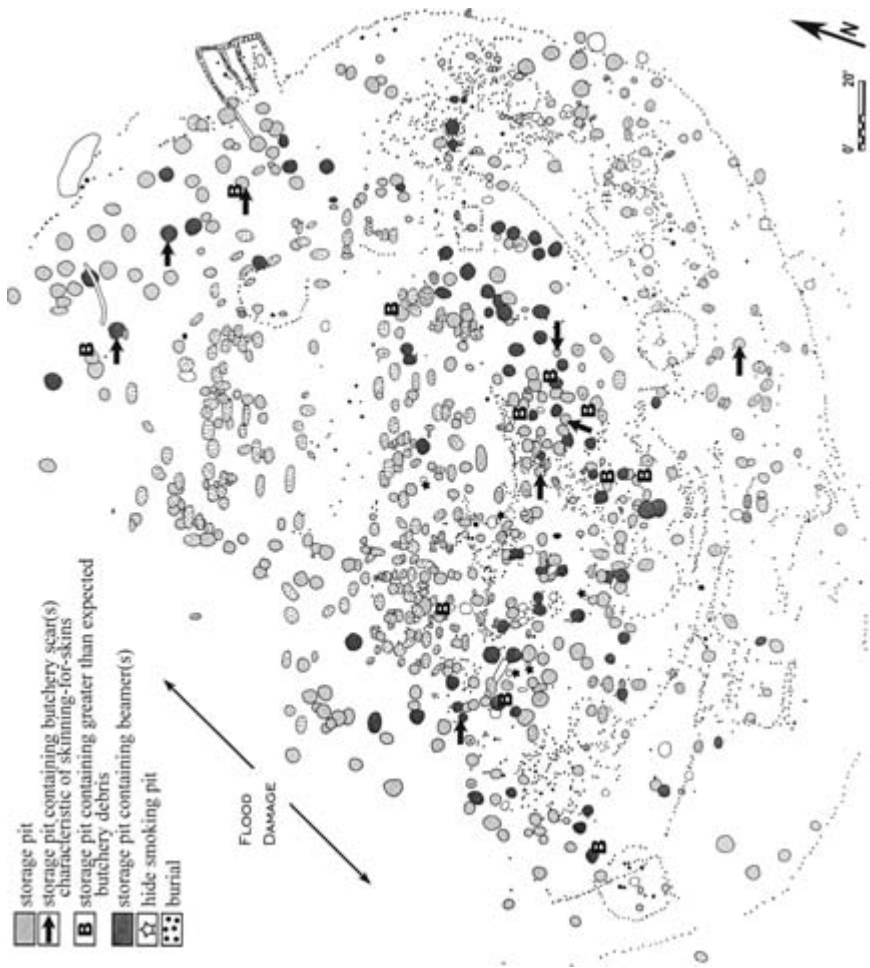 storage pit
storage pit containing butchery scar(s)
characteristic of skinning-for-skins
B
storage pit containing greater than expected
butchery debris
storage pit containing beamer(s)
hide smoking pit
burial
FLOOD
DAMAGE
B
B
B
B
B
B
B
B
B
B
B
N
0' 20'